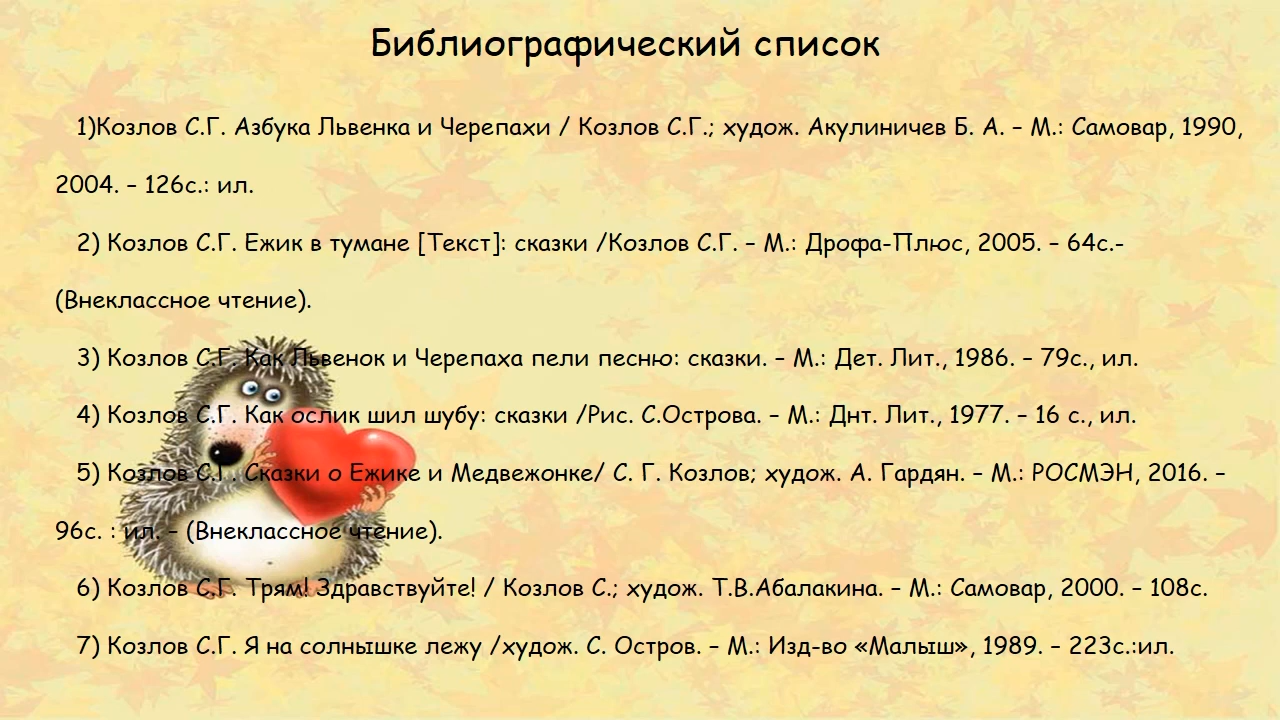 Библиографический список
1)Козлов С.Г. Азбука Львенка и Черепахи / Козлов С.Г.; худож. Акулиничев Б. А. – М.: Самовар, 1990,
2004. – 126с.: ил.
2) Козлов С.Г. Ежик в тумане [Текст]: сказки /Козлов С.Г. – М.: Дрофа-Плюс, 2005. – 64с.-
(Внеклассное чтение).
3) Козлов С.Г. Как Львенок и Черепаха пели песню: сказки. – М.: Дет. Лит., 1986. – 79с., ил.
4) Козлов С.Г. Как ослик шил шубу: сказки /Рис. С.Острова. – М.: Днт. Лит., 1977. – 16 с., ил.
5) Козлов С.Г. Сказки о Ежике и Медвежонке/ С. Г. Козлов; худож. А. Гардян. – М.: РОСМЭН, 2016. –
96с. : ил. – (Внеклассное чтение).
6) Козлов С.Г. Трям! Здравствуйте! / Козлов С.; худож. Т.В.Абалакина. – М.: Самовар, 2000. – 108с.
7) Козлов С.Г. Я на солнышке лежу /худож. С. Остров. – М.: Изд-во «Малыш», 1989. – 223с.:ил.